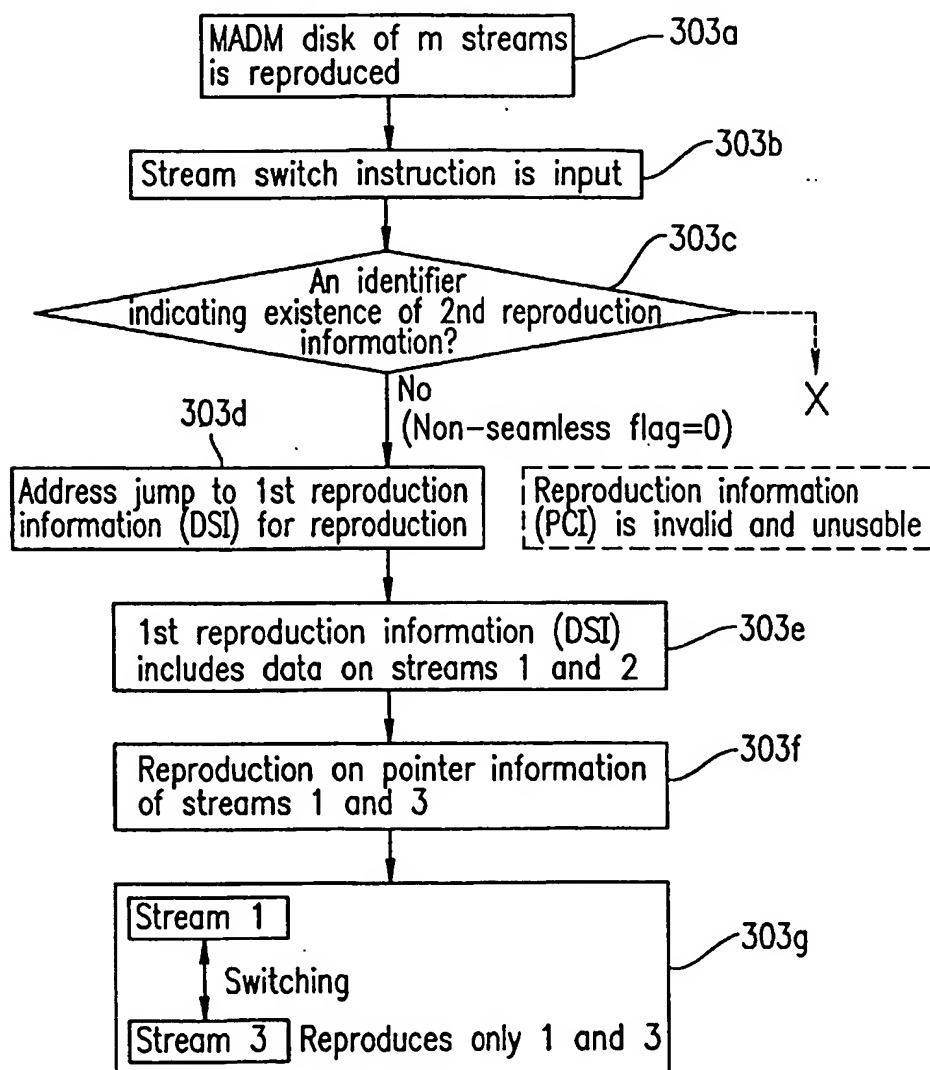 MADM disk of m streams
is reproduced
303a
303b
Stream switch instruction is input
303c
An identifier
indicating existence of 2nd reproduction
information?
X
No
(Non-seamless flag=0)
303d
Address jump to 1st reproduction
information (DSI) for reproduction
Reproduction information
(PCI) is invalid and unusable
1st reproduction information (DSI)
includes data on streams 1 and 2
303e
Reproduction on pointer information
of streams 1 and 3
303f
Stream 1
303g
Switching
Stream 3 Reproduces only 1 and 3